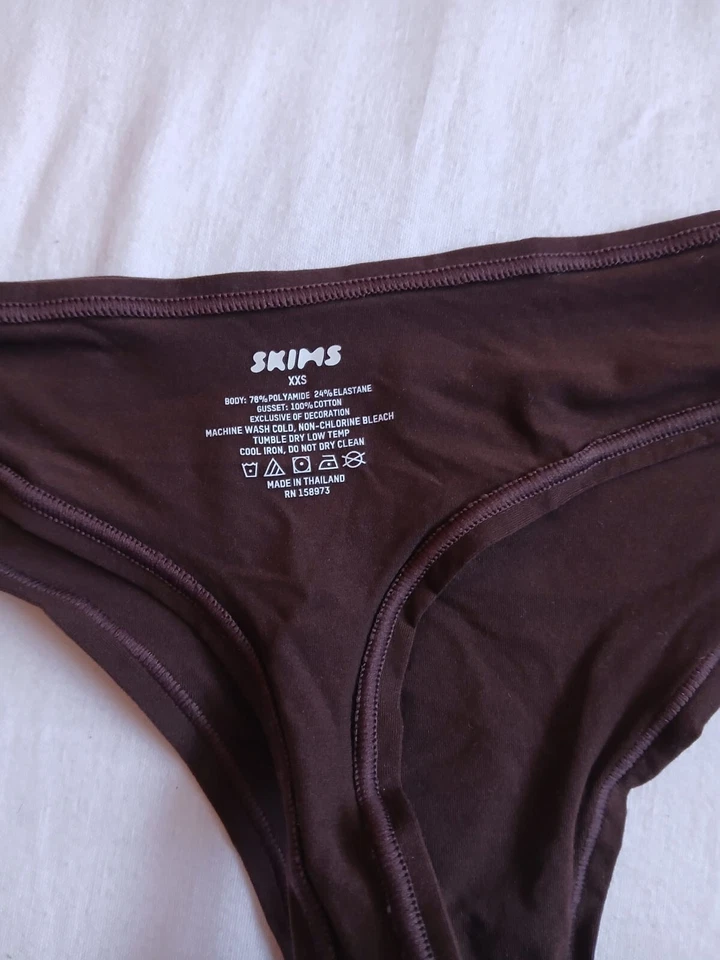 SKIMS
XXS
BODY: 76%POLYAMIDE 24%ELASTANE
GUSSET: 100%COTTON
EXCLUSIVE OF DECORATION
MACHINE WASH COLD, NON-CHLORINE BLEACH
TUMBLE DRY LOW TEMP
COOL IRON, DO NOT DRY CLEAN
MADE IN THAILAND
RN 158973